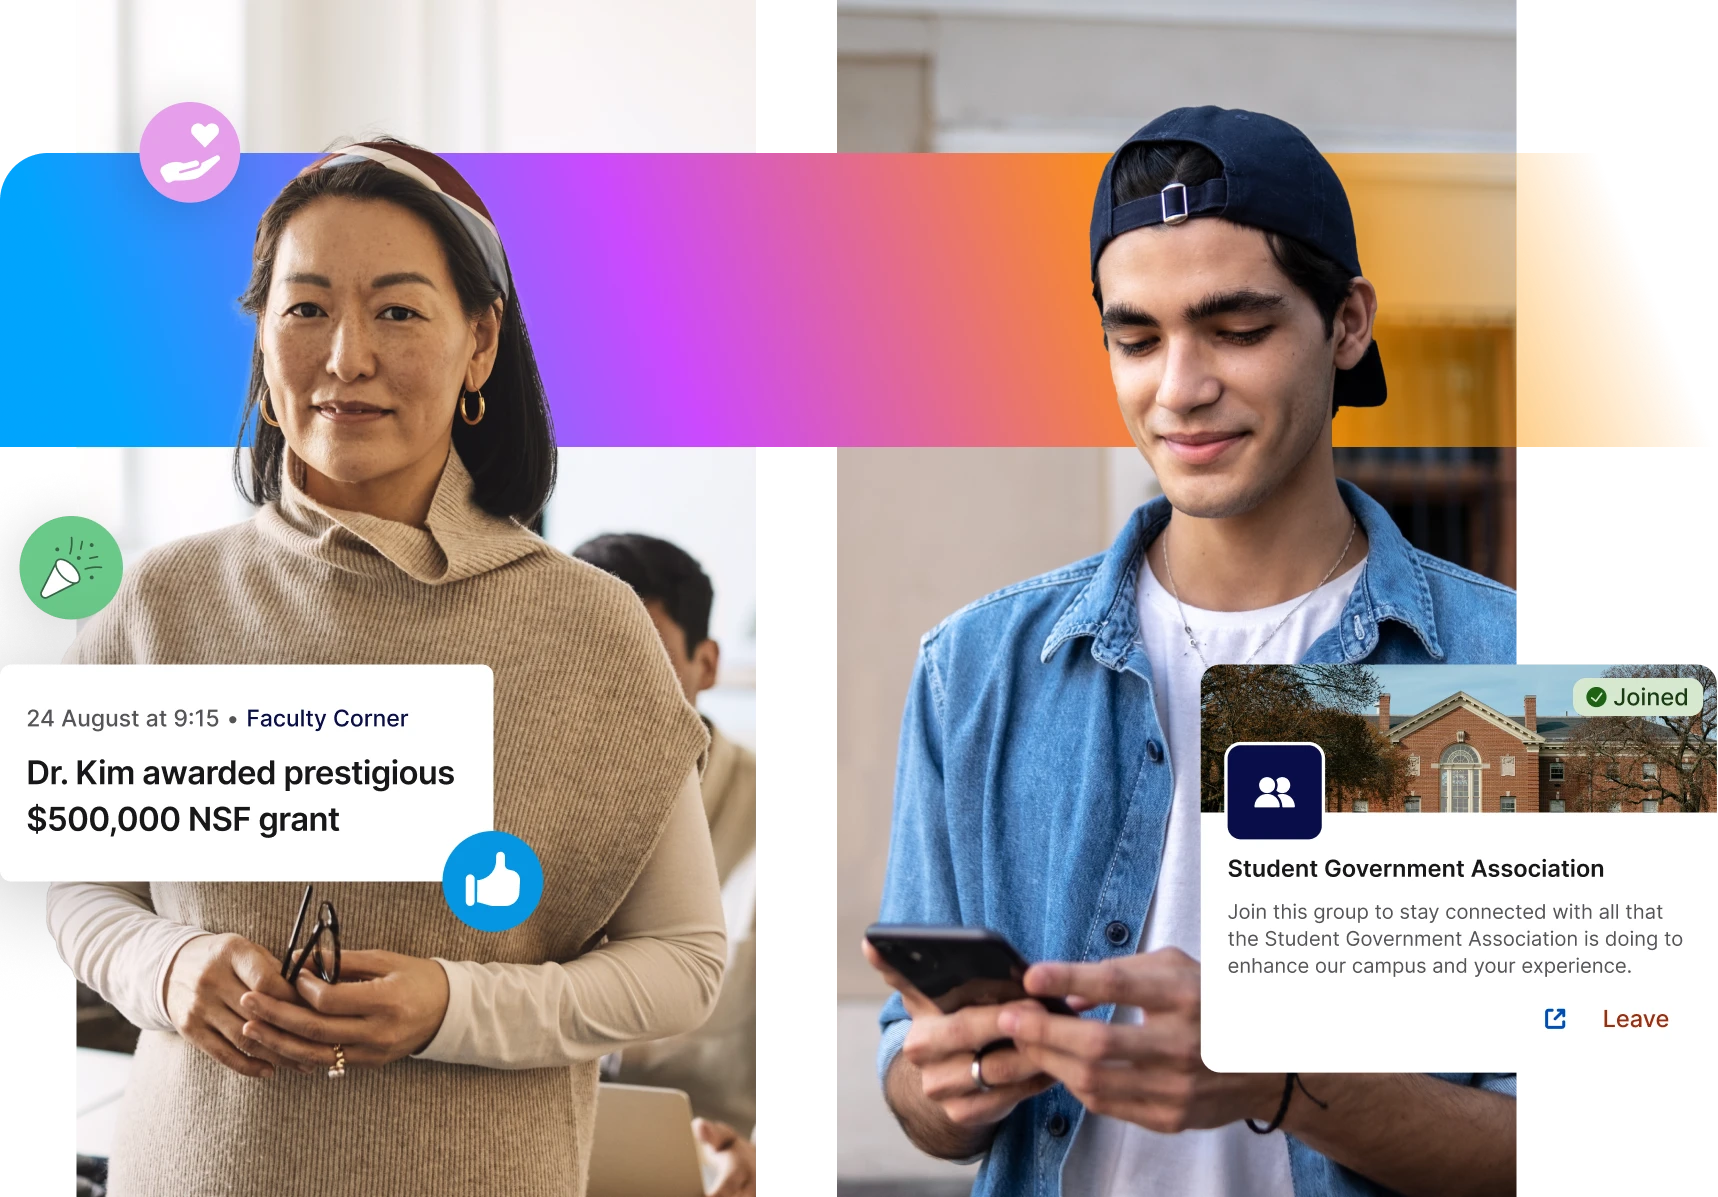 24 August at 9:15 • Faculty Corner
Dr. Kim awarded prestigious
$500,000 NSF grant
Joined
Student Government Association
Join this group to stay connected with all that
the Student Government Association is doing to
enhance our campus and your experience.
Leave